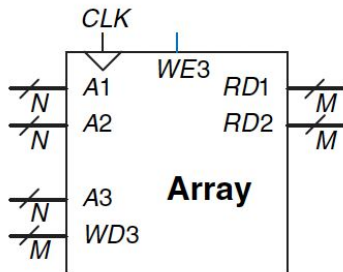 CLK
WE3
N A1 RD1 M
N A2 RD2 M
Array
N A3
M WD3